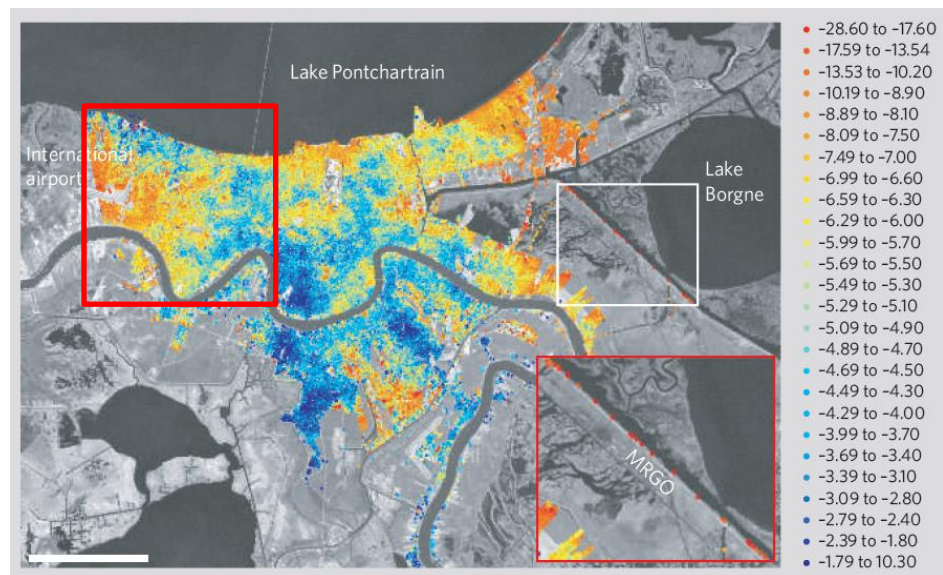 Lake Pontchartrain
International
airport
Lake
Borgne
MRGO
−28.60 to −17.60
−17.59 to −13.54
−13.53 to −10.20
−10.19 to −8.90
−8.89 to −8.10
−8.09 to −7.50
−7.49 to −7.00
−6.99 to −6.60
−6.59 to −6.30
−6.29 to −6.00
−5.99 to −5.70
−5.69 to −5.50
−5.49 to −5.30
−5.29 to −5.10
−5.09 to −4.90
−4.89 to −4.70
−4.69 to −4.50
−4.49 to −4.30
−4.29 to −4.00
−3.99 to −3.70
−3.69 to −3.40
−3.39 to −3.10
−3.09 to −2.80
−2.79 to −2.40
−2.39 to −1.80
−1.79 to 10.30